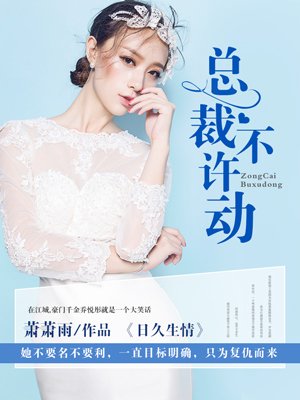 总裁不许动
ZongCai
Buxudong
在江城,豪门千金乔悦彤就是一个大笑话
萧萧雨/作品 《日久生情》
她不要名不要利，一直目标明确，只为复仇而来